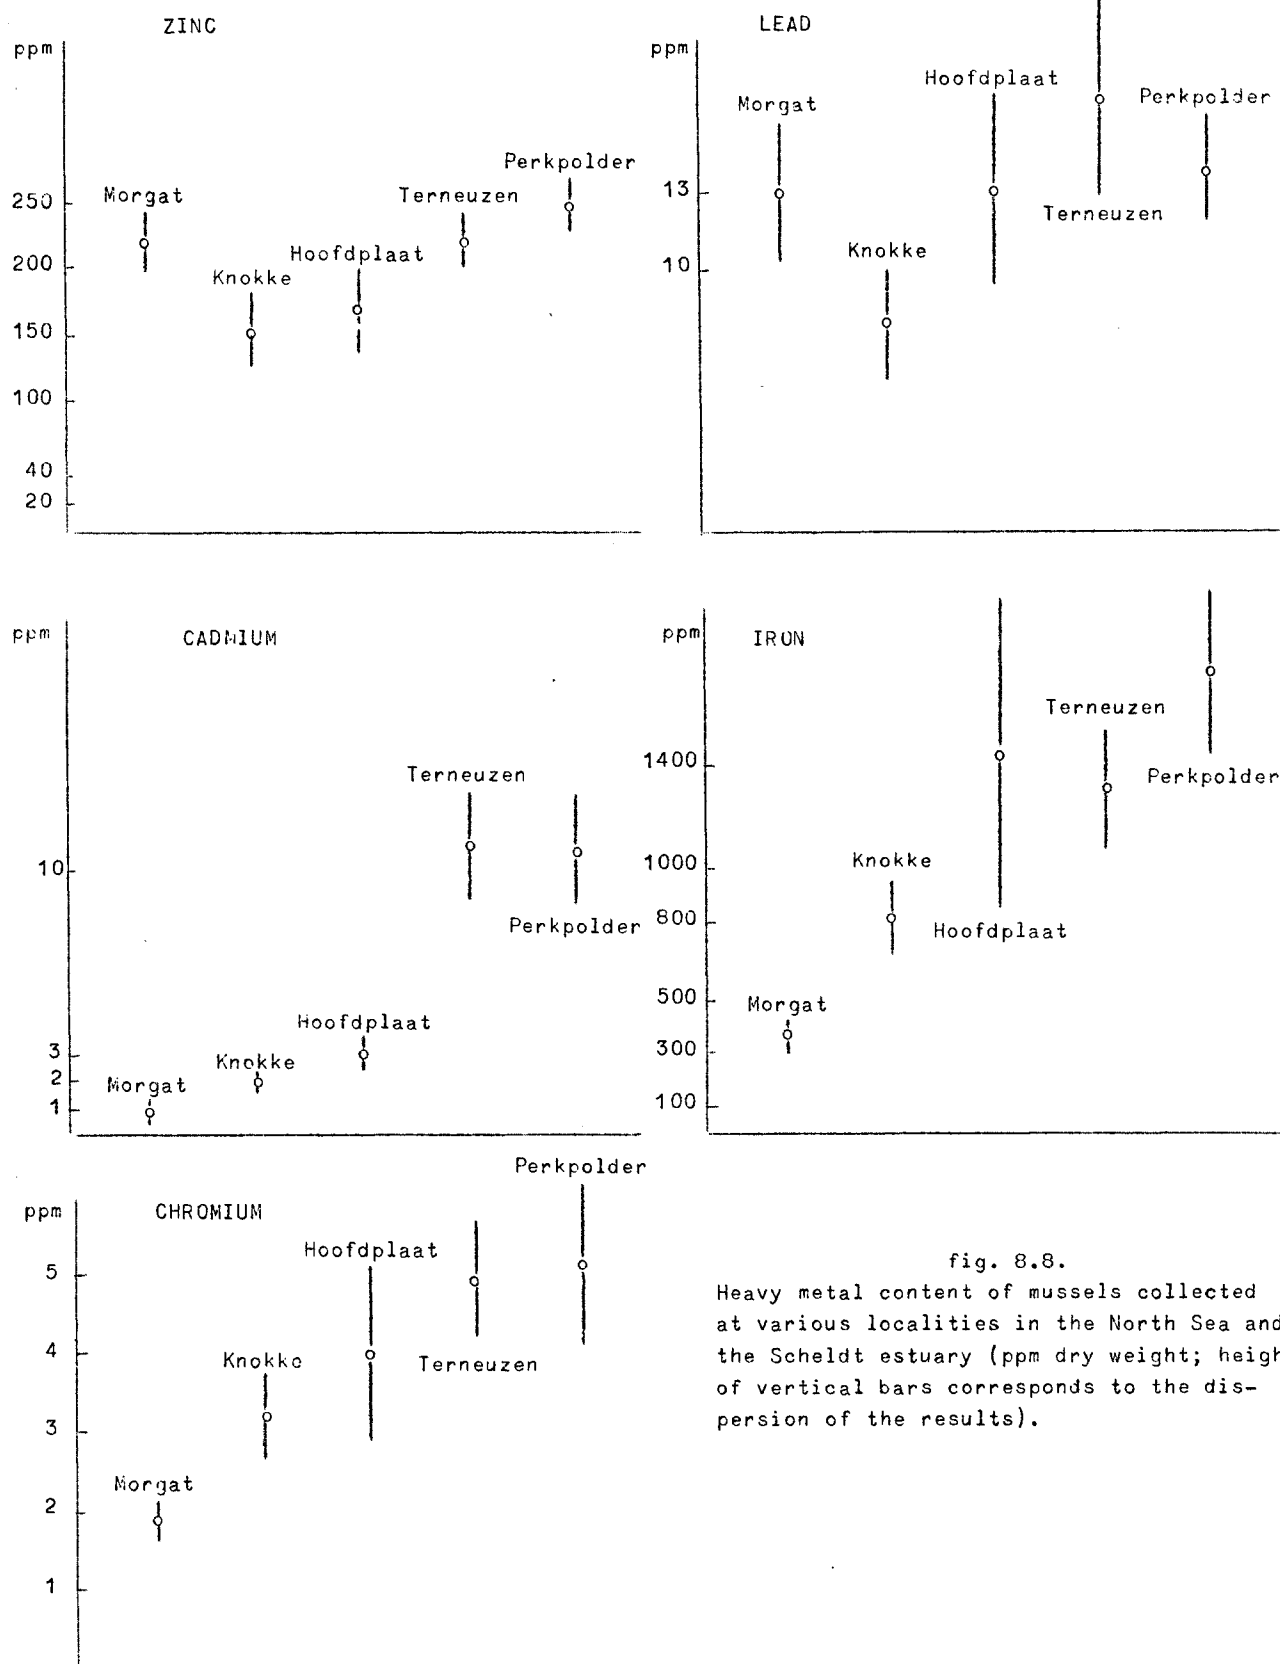 ZINC
ppm
250
200
150
100
40
20
Morgat
Knokke
Hoofdplaat
Terneuzen
Perkpolder
LEAD
ppm
13
10
Morgat
Knokke
Hoofdplaat
Terneuzen
Perkpolder
CADMIUM
ppm
10
3
2
1
Morgat
Knokke
Hoofdplaat
Terneuzen
Perkpolder
IRON
ppm
1400
1000
800
500
300
100
Morgat
Knokke
Hoofdplaat
Terneuzen
Perkpolder
CHROMIUM
ppm
5
4
3
2
1
Morgat
Knokke
Hoofdplaat
Terneuzen
Perkpolder
fig. 8.8.
Heavy metal content of mussels collected
at various localities in the North Sea and
the Scheldt estuary (ppm dry weight; heigh
of vertical bars corresponds to the dis-
persion of the results).